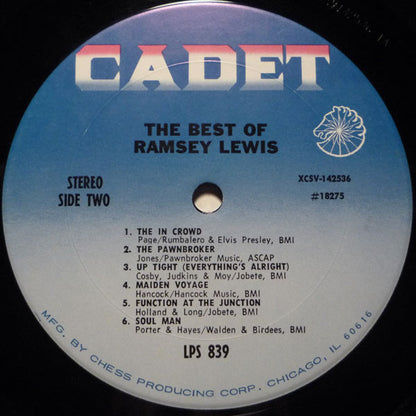 CADET
THE BEST OF
RAMSEY LEWIS
STEREO
SIDE TWO
XCSV-142536
#18275
1. THE IN CROWD
Page/Rumbalero & Elvis Presley, BMI
2. THE PAWNBROKER
Jones/Pawnbroker Music, ASCAP
3. UP TIGHT (EVERYTHING'S ALRIGHT)
Cosby, Judkins & Moy/Jobete, BMI
4. MAIDEN VOYAGE
Hancock/Hancock Music, BMI
5. FUNCTION AT THE JUNCTION
Holland & Long/Jobete, BMI
6. SOUL MAN
Porter & Hayes/Walden & Birdees, BMI
LPS 839
MFG. BY CHESS PRODUCING CORP. CHICAGO, IL 60616